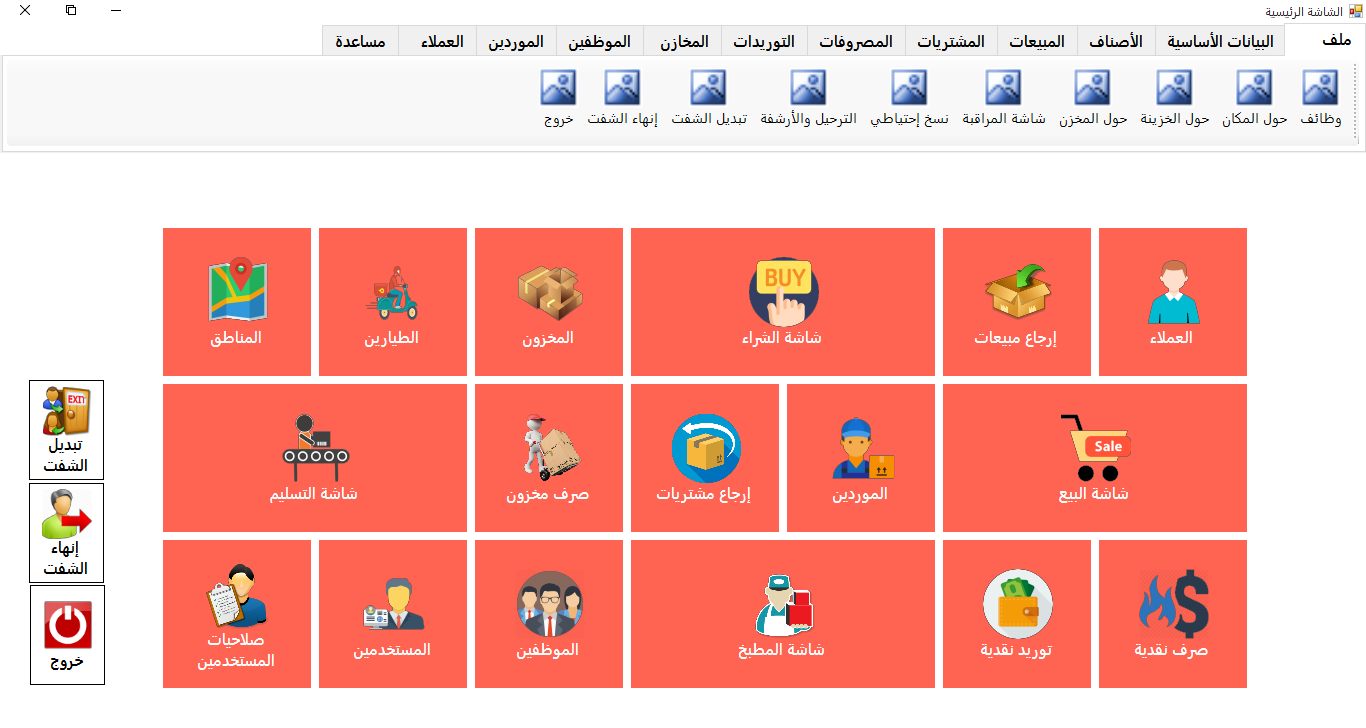 الشاشة الرئيسية
ملف
البيانات الأساسية
الأصناف
المبيعات
المشتريات
المصروفات
التوريدات
المخازن
الموظفين
الموردين
العملاء
مساعدة
وظائف
حول المكان
حول الخزينة
حول المخزن
شاشة المراقبة
نسخ إحتياطي
الترحيل والأرشفة
تبديل الشفت
إنهاء الشفت
خروج
العملاء
إرجاع مبيعات
BUY
شاشة الشراء
المخزون
الطيارين
المناطق
Sale
شاشة البيع
الموردين
إرجاع مشتريات
صرف مخزون
شاشة التسليم
صرف نقدية
توريد نقدية
شاشة المطبخ
الموظفين
المستخدمين
صلاحيات
المستخدمين
EXIT
تبديل
الشفت
إنهاء
الشفت
خروج